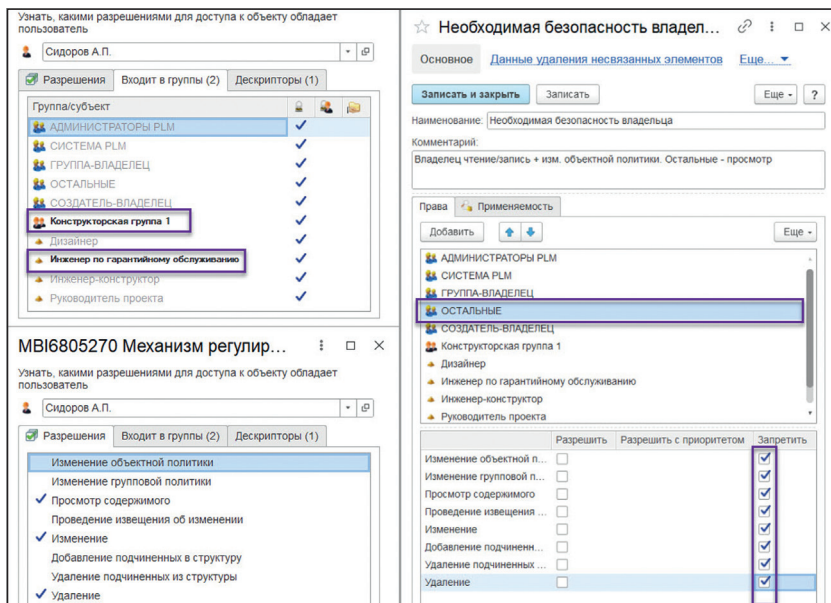 Узнать, какими разрешениями для доступа к объекту обладает
пользователь
Сидоров А.П.
Разрешения Входит в группы (2) Дескрипторы (1)
Группа/субъект
АДМИНИСТРАТОРЫ PLM
СИСТЕМА PLM
ГРУППА-ВЛАДЕЛЕЦ
ОСТАЛЬНЫЕ
СОЗДАТЕЛЬ-ВЛАДЕЛЕЦ
Конструкторская группа 1
Дизайнер
Инженер по гарантийному обслуживанию
Инженер-конструктор
Руководитель проекта
MBI6805270 Механизм регулир...
Узнать, какими разрешениями для доступа к объекту обладает
пользователь
Сидоров А.П.
Разрешения Входит в группы (2) Дескрипторы (1)
Изменение объектной политики
Изменение групповой политики
Просмотр содержимого
Проведение извещения об изменении
Изменение
Добавление подчиненных в структуру
Удаление подчиненных из структуры
Удаление
Необходимая безопасность владел...
Основное Данные удаления несвязанных элементов Еще...
Записать и закрыть Записать Еще ?
Наименование: Необходимая безопасность владельца
Комментарий:
Владелец чтение/запись + изм. объектной политики. Остальные - просмотр
Права Применяемость
Добавить Еще
АДМИНИСТРАТОРЫ PLM
СИСТЕМА PLM
ГРУППА-ВЛАДЕЛЕЦ
ОСТАЛЬНЫЕ
СОЗДАТЕЛЬ-ВЛАДЕЛЕЦ
Конструкторская группа 1
Дизайнер
Инженер по гарантийному обслуживанию
Инженер-конструктор
Руководитель проекта
Разрешить Разрешить с приоритетом Запретить
Изменение объектной п...
Изменение групповой п...
Просмотр содержимого
Проведение извещения ...
Изменение
Добавление подчиненн...
Удаление подчиненных ...
Удаление